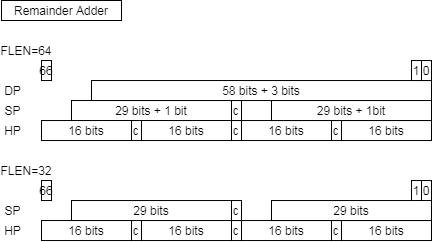 Remainder Adder
FLEN=64
66 1 0
DP 58 bits + 3 bits
SP 29 bits + 1 bit c 29 bits + 1bit
HP 16 bits c 16 bits c 16 bits c 16 bits
FLEN=32
66 1 0
SP 29 bits c 29 bits
HP 16 bits c 16 bits c 16 bits c 16 bits